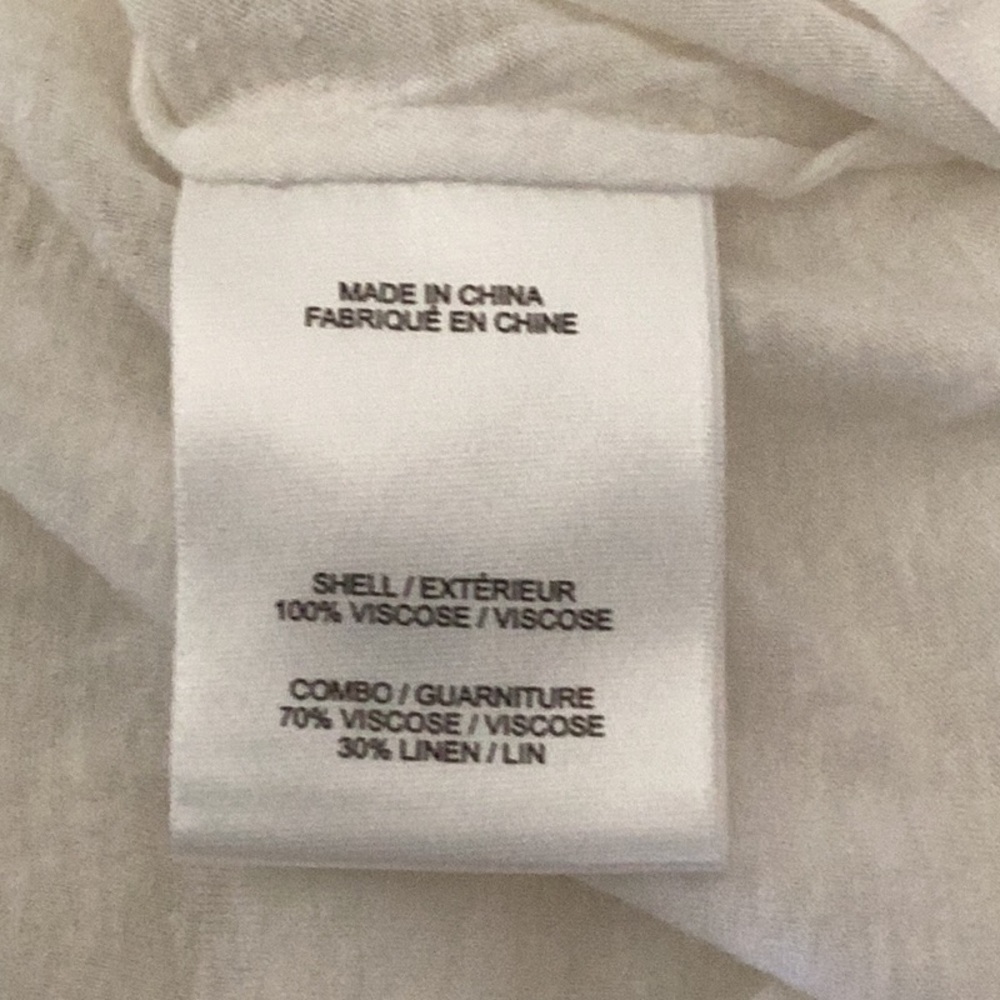 MADE IN CHINA
FABRIQUÉ EN CHINE
SHELL / EXTÉRIEUR
100% VISCOSE / VISCOSE
COMBO / GUARNITURE
70% VISCOSE / VISCOSE
30% LINEN / LIN